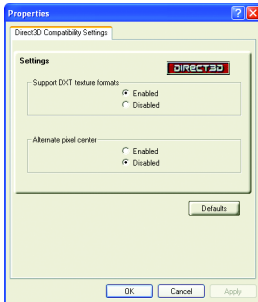 Properties
Direct3D Compatibility Settings
Settings
DIRECT3D
Support DXT texture formats
Enabled
Disabled
Alternate pixel center
Enabled
Disabled
Defaults
OK Cancel Apply